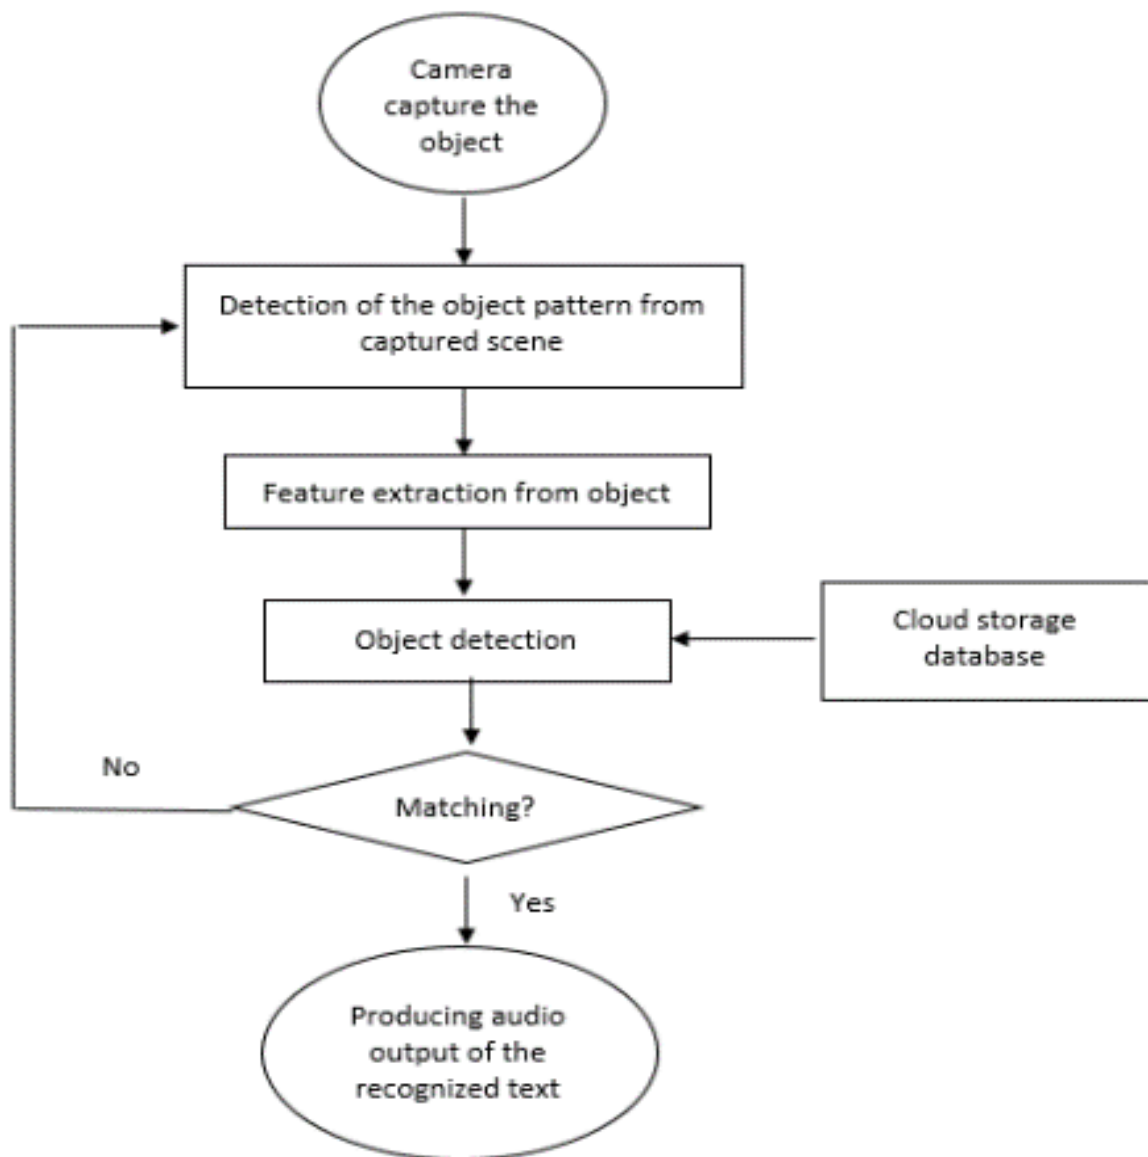 Camera
capture the
object
Detection of the object pattern from
captured scene
Feature extraction from object
Object detection
Cloud storage
database
No
Matching?
Yes
Producing audio
output of the
recognized text